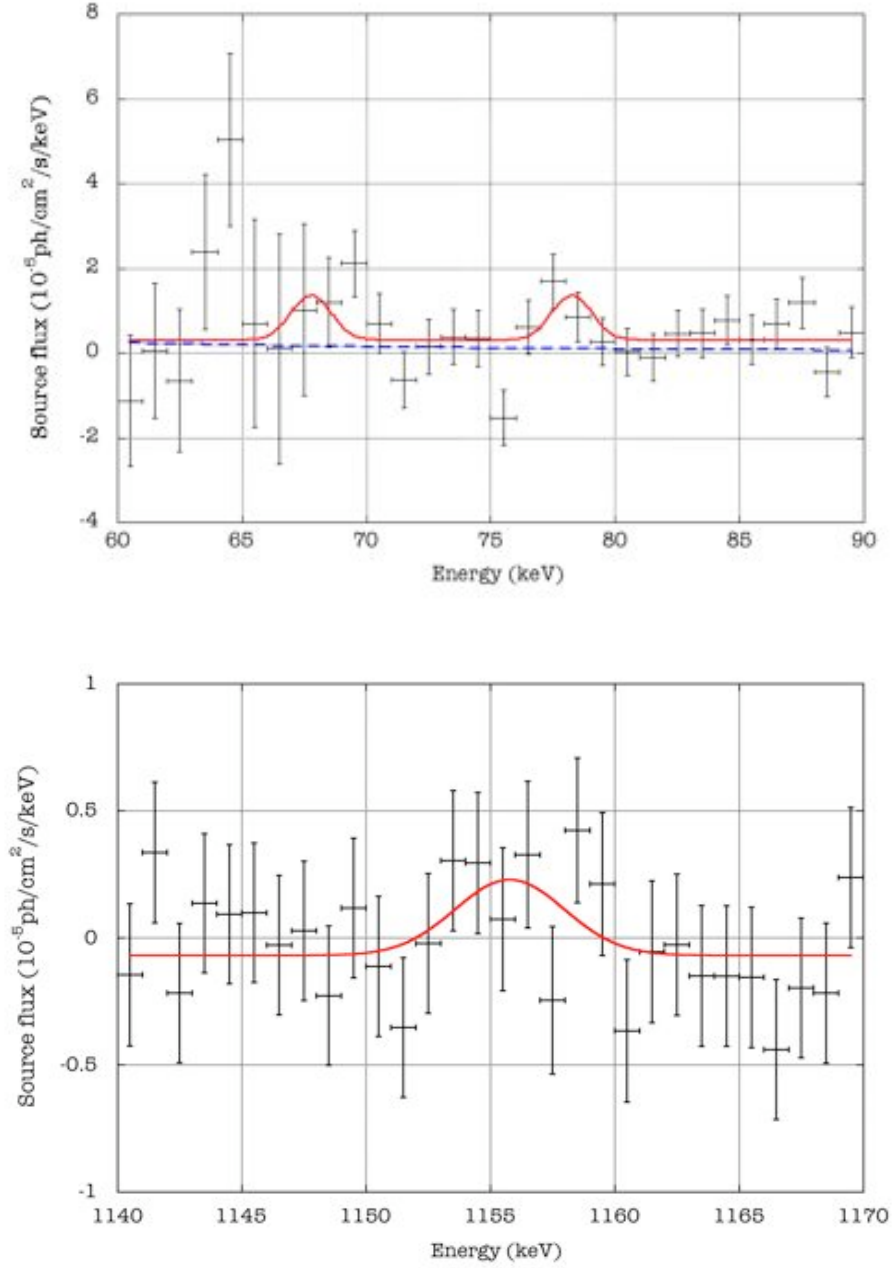 8
6
4
2
0
-2
-4
Source flux (10⁻⁵ph/cm²/s/keV)
60 65 70 75 80 85 90
Energy (keV)
1
0.5
0
-0.5
-1
Source flux (10⁻⁵ph/cm²/s/keV)
1140 1145 1150 1155 1160 1165 1170
Energy (keV)